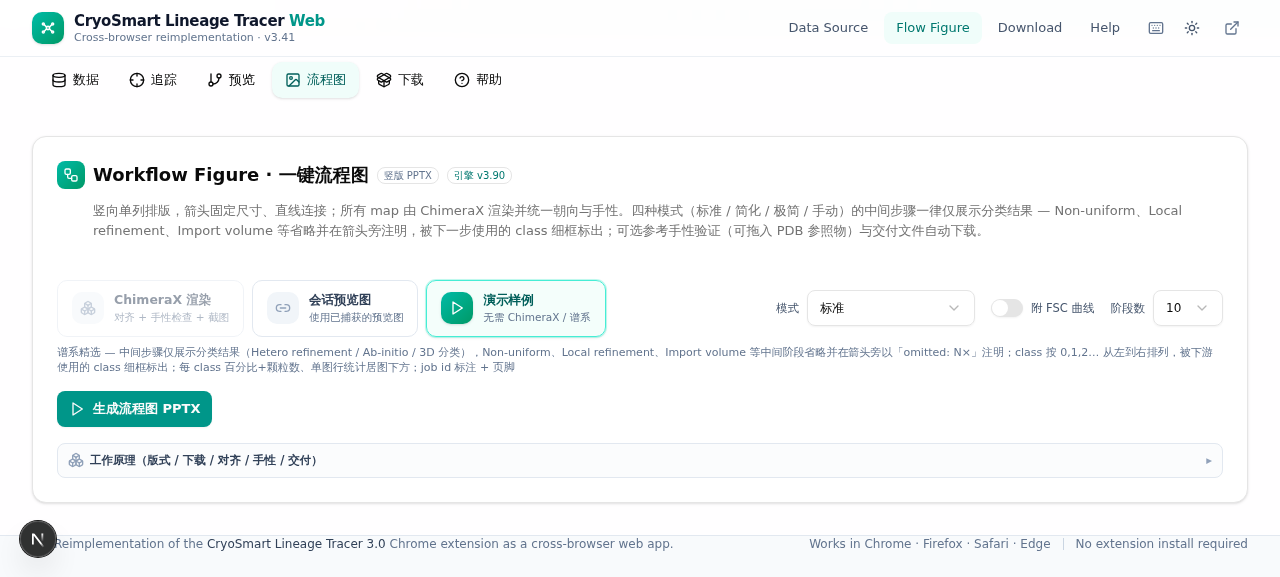 CryoSmart Lineage Tracer Web
Cross-browser reimplementation · v3.41
Data Source
Flow Figure
Download
Help
数据
追踪
预览
流程图
下载
帮助
Workflow Figure · 一键流程图
竖版 PPTX
引擎 v3.90
竖向单列排版，箭头固定尺寸、直线连接；所有 map 由 ChimeraX 渲染并统一朝向与手性。四种模式（标准 / 简化 / 极简 / 手动）的中间步骤一律仅展示分类结果 — Non-uniform、Local
refinement、Import volume 等省略并在箭头旁注明，被下一步使用的 class 细框标出；可选参考手性验证（可拖入 PDB 参照物）与交付文件自动下载。
ChimeraX 渲染
对齐 + 手性检查 + 截图
会话预览图
使用已捕获的预览图
演示样例
无需 ChimeraX / 谱系
模式
标准
附 FSC 曲线
阶段数
10
谱系精选 — 中间步骤仅展示分类结果（Hetero refinement / Ab-initio / 3D 分类），Non-uniform、Local refinement、Import volume 等中间阶段省略并在箭头旁以「omitted: N×」注明；class 按 0,1,2… 从左到右排列，被下游
使用的 class 细框标出；每 class 百分比+颗粒数、单图行统计居图下方；job id 标注 + 页脚
生成流程图 PPTX
工作原理（版式 / 下载 / 对齐 / 手性 / 交付）
N
Reimplementation of the CryoSmart Lineage Tracer 3.0 Chrome extension as a cross-browser web app.
Works in Chrome · Firefox · Safari · Edge
No extension install required